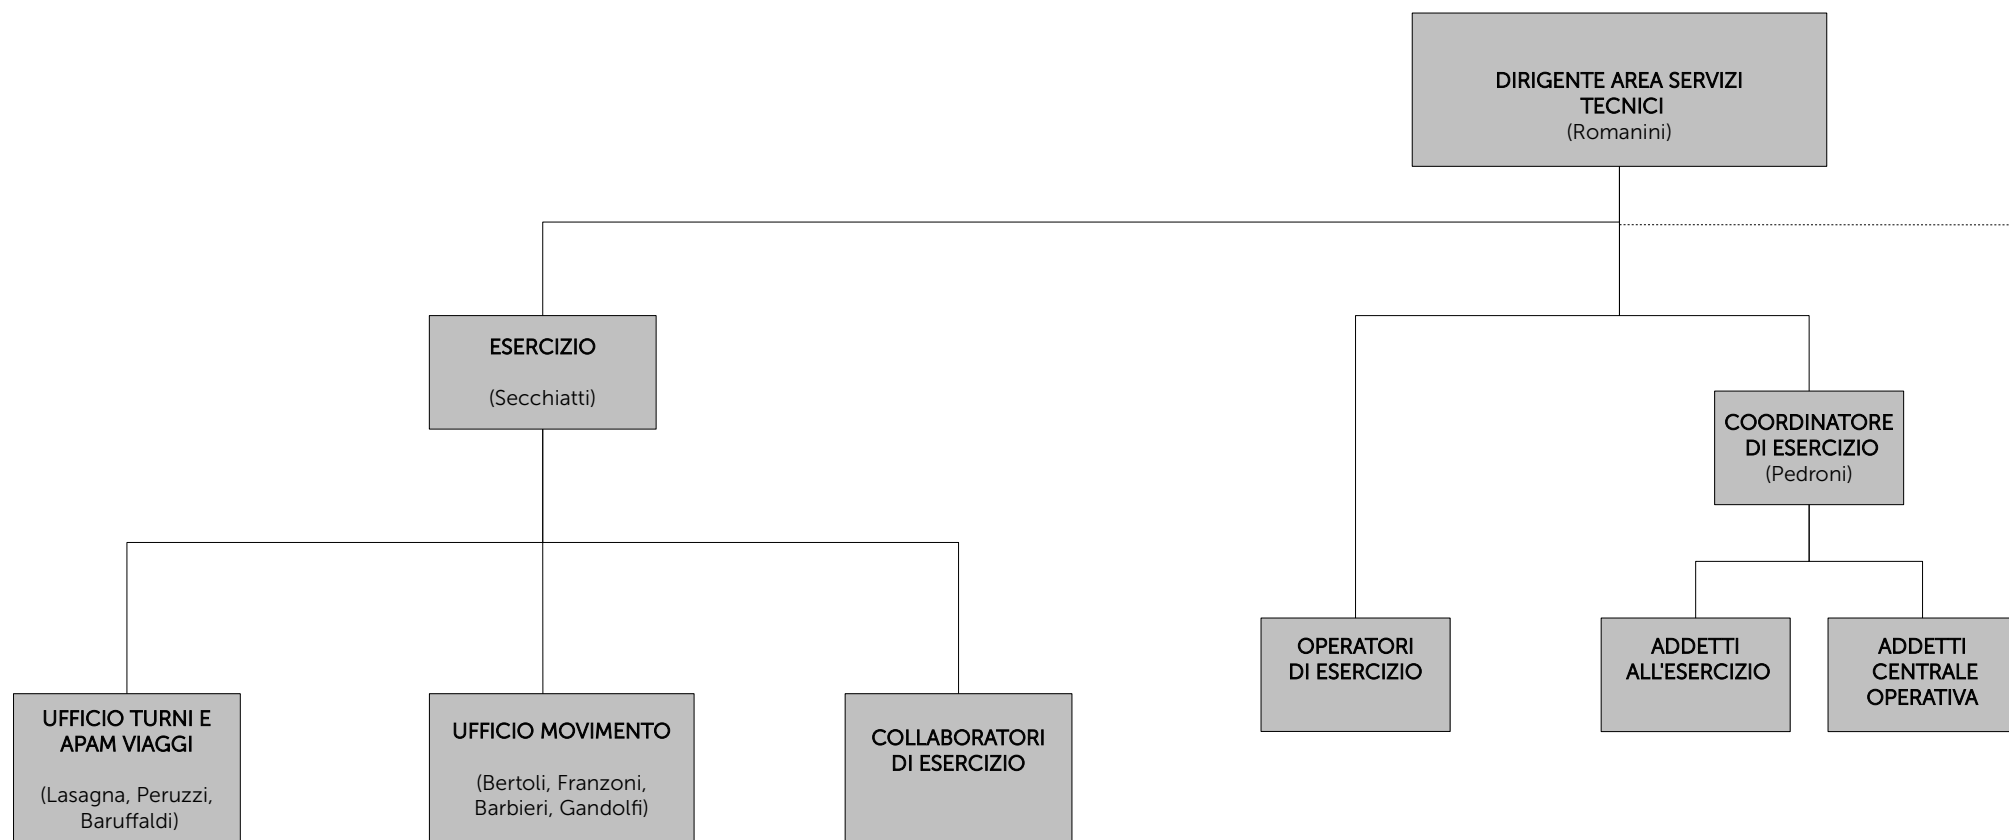 DIRIGENTE AREA SERVIZI
TECNICI
(Romanini)
ESERCIZIO
(Secchiatti)
COORDINATORE
DI ESERCIZIO
(Pedroni)
OPERATORI
DI ESERCIZIO
ADDETTI
ALL'ESERCIZIO
ADDETTI
CENTRALE
OPERATIVA
UFFICIO TURNI E
APAM VIAGGI
(Lasagna, Peruzzi,
Baruffaldi)
UFFICIO MOVIMENTO
(Bertoli, Franzoni,
Barbieri, Gandolfi)
COLLABORATORI
DI ESERCIZIO